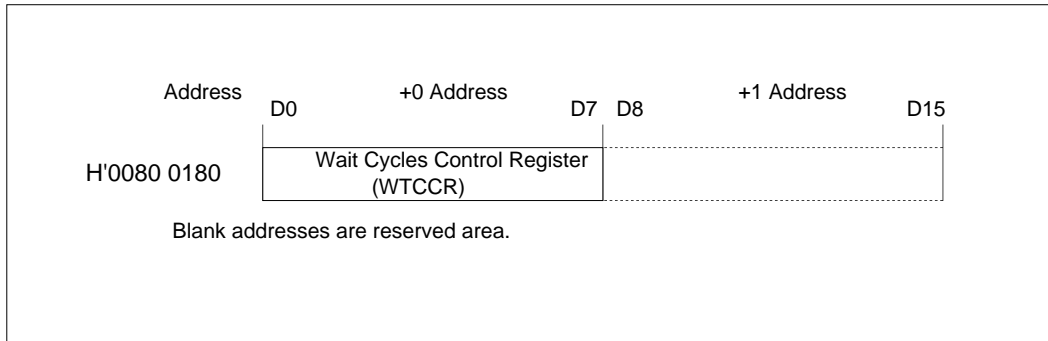 Address +0 Address +1 Address
D0 D7 D8 D15
H'0080 0180 Wait Cycles Control Register
(WTCCR)
Blank addresses are reserved area.